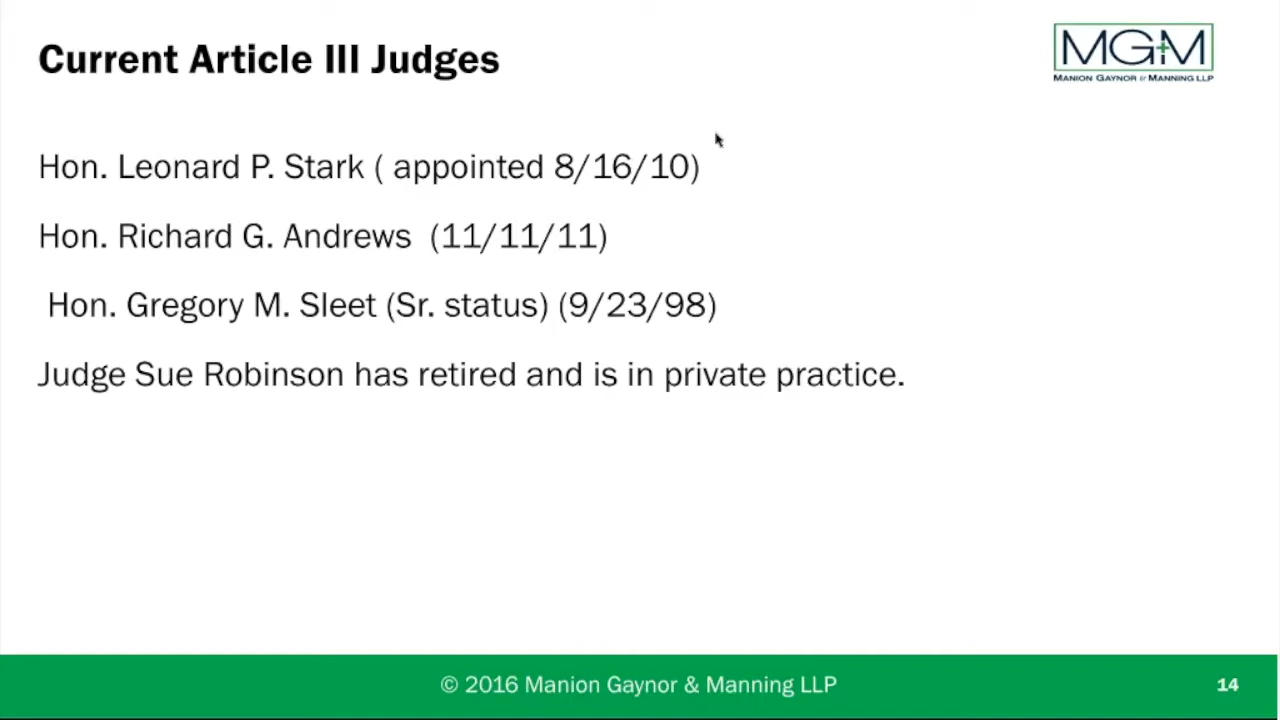 Current Article III Judges
MG+M
MANION GAYNOR & MANNING LLP
Hon. Leonard P. Stark ( appointed 8/16/10)
Hon. Richard G. Andrews (11/11/11)
Hon. Gregory M. Sleet (Sr. status) (9/23/98)
Judge Sue Robinson has retired and is in private practice.
© 2016 Manion Gaynor & Manning LLP
14